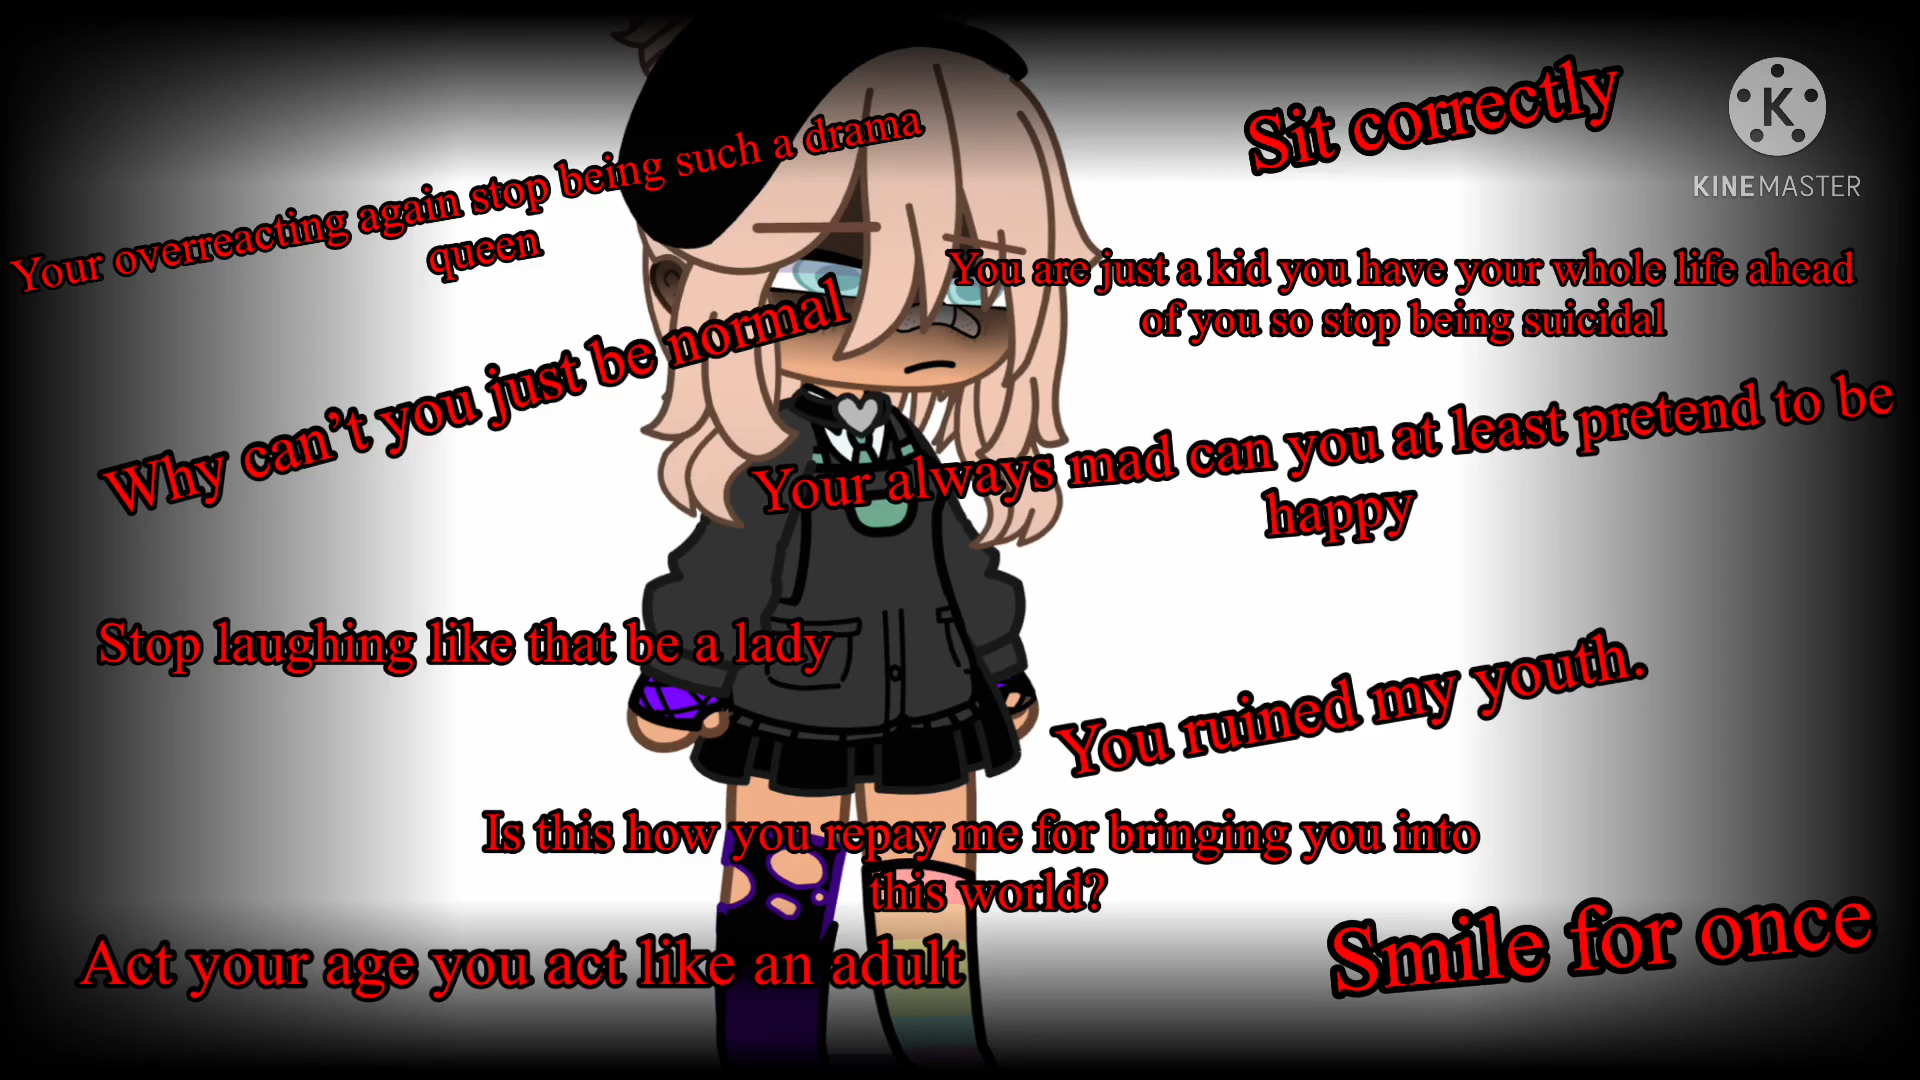 Sit correctly
K
KINEMASTER
Your overreacting again stop being such a drama
queen
You are just a kid you have your whole life ahead
of you so stop being suicidal
Why can't you just be normal
Your always mad can you at least pretend to be
happy
Stop laughing like that be a lady
You ruined my youth.
Is this how you repay me for bringing you into
this world?
Act your age you act like an adult
Smile for once